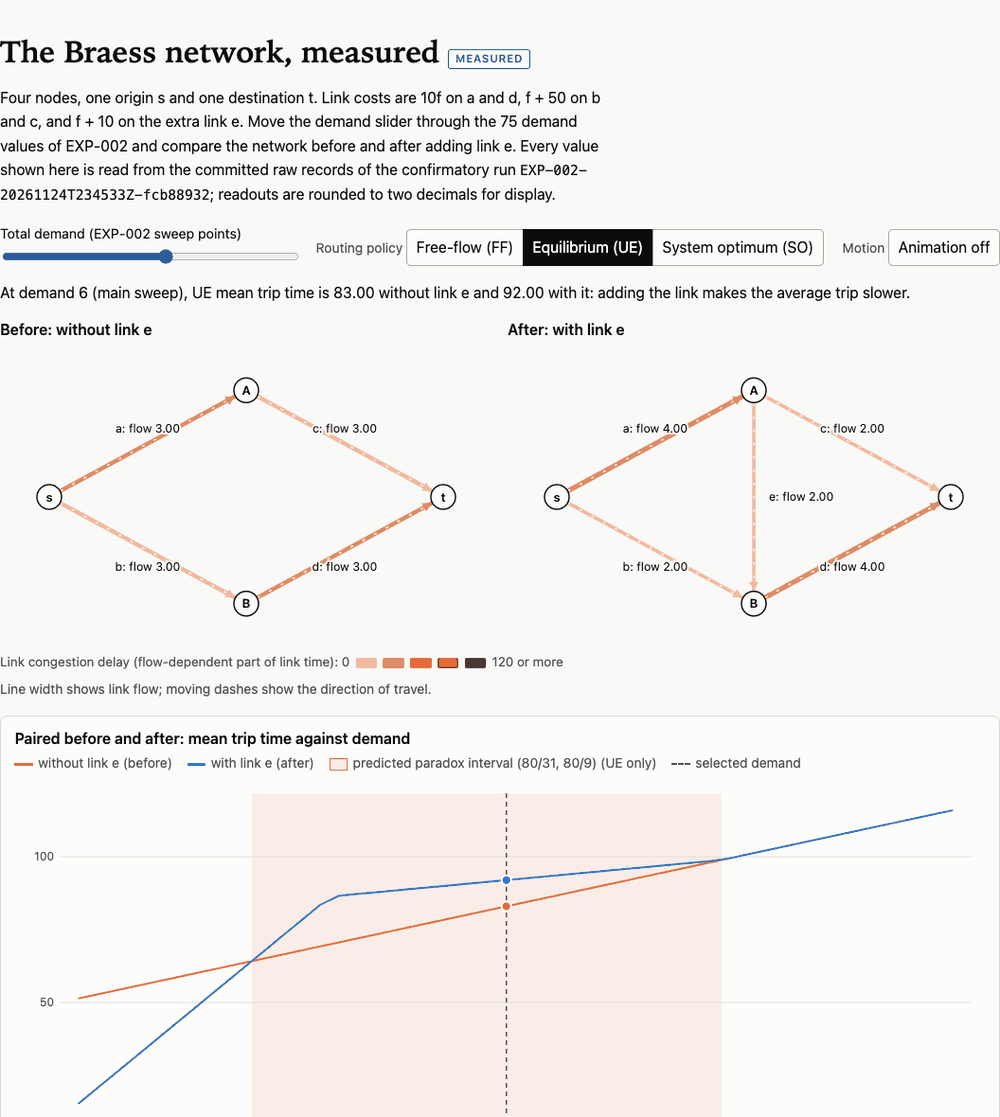 The Braess network, measured MEASURED
Four nodes, one origin s and one destination t. Link costs are 10f on a and d, f + 50 on b
and c, and f + 10 on the extra link e. Move the demand slider through the 75 demand
values of EXP-002 and compare the network before and after adding link e. Every value
shown here is read from the committed raw records of the confirmatory run EXP-002-
20261124T234533Z-fcb88932; readouts are rounded to two decimals for display.
Total demand (EXP-002 sweep points)
Routing policy Free-flow (FF) Equilibrium (UE) System optimum (SO) Motion Animation off
At demand 6 (main sweep), UE mean trip time is 83.00 without link e and 92.00 with it: adding the link makes the average trip slower.
Before: without link e
A
a: flow 3.00
c: flow 3.00
s
t
b: flow 3.00
d: flow 3.00
B
After: with link e
A
a: flow 4.00
c: flow 2.00
s
e: flow 2.00
t
b: flow 2.00
d: flow 4.00
B
Link congestion delay (flow-dependent part of link time): 0 120 or more
Line width shows link flow; moving dashes show the direction of travel.
Paired before and after: mean trip time against demand
without link e (before) with link e (after) predicted paradox interval (80/31, 80/9) (UE only) selected demand
100
50